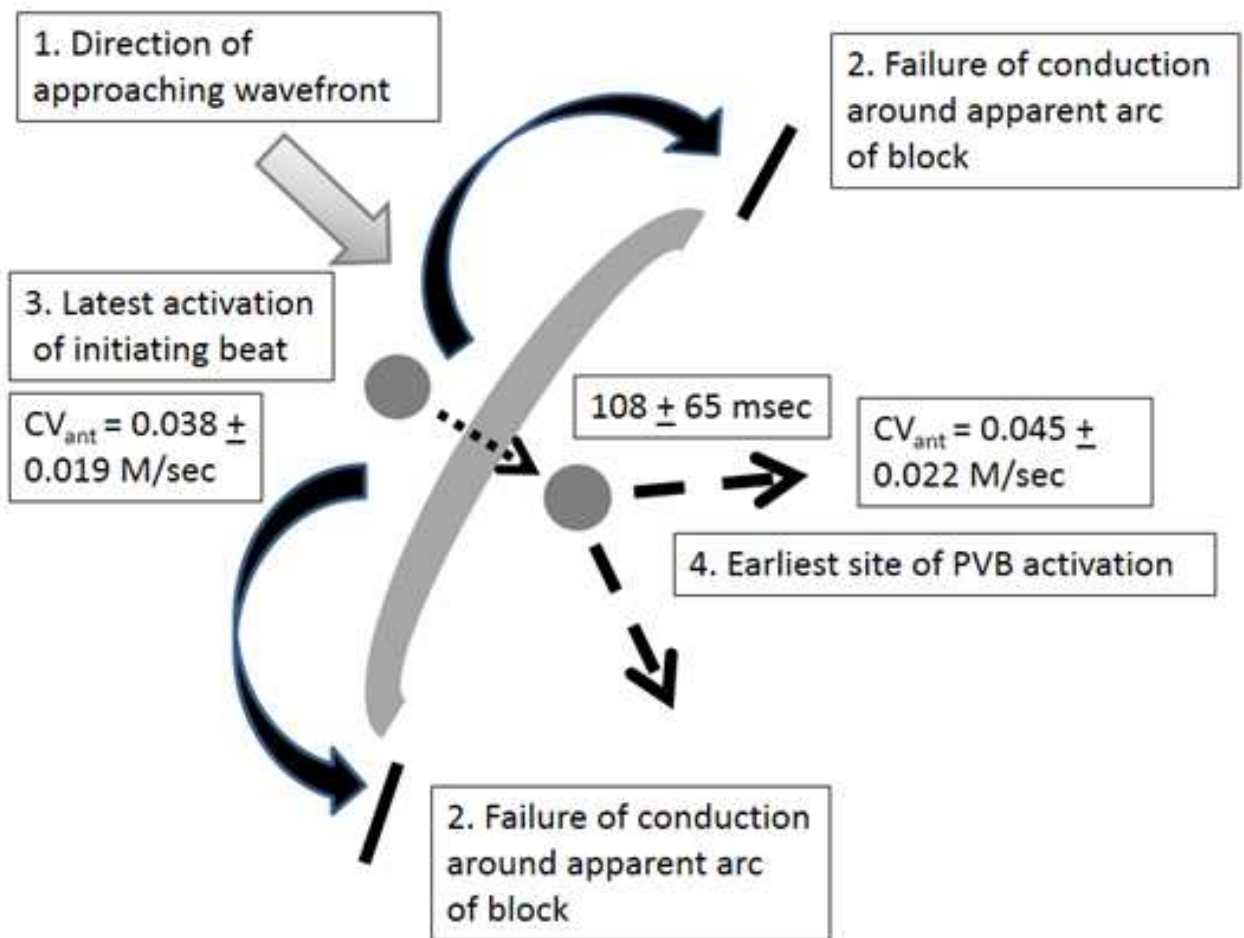 1. Direction of
approaching wavefront
2. Failure of conduction
around apparent arc
of block
3. Latest activation
of initiating beat
CVant = 0.038 ±
0.019 M/sec
108 ± 65 msec
CVant = 0.045 ±
0.022 M/sec
4. Earliest site of PVB activation
2. Failure of conduction
around apparent arc
of block